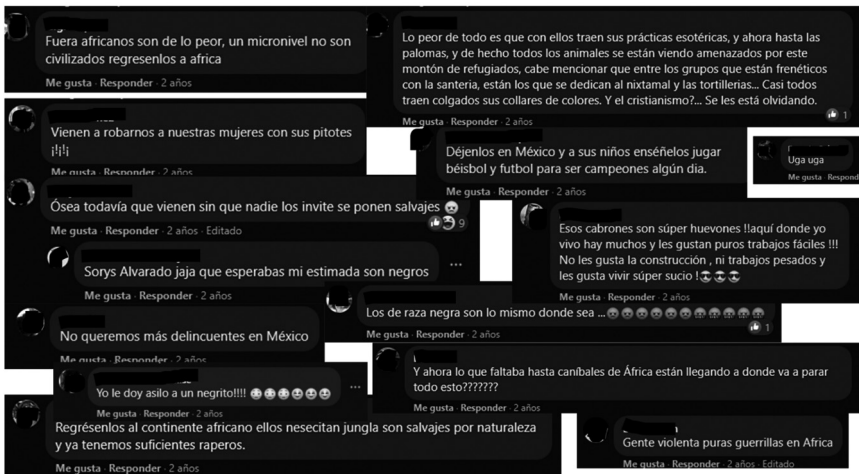 Fuera africanos son de lo peor, un micronivel no son
civilizados regresenlos a africa
Me gusta · Responder · 2 años
Lo peor de todo es que con ellos traen sus prácticas esotéricas, y ahora hasta las
palomas, y de hecho todos los animales se están viendo amenazados por este
montón de refugiados, cabe mencionar que entre los grupos que están frenéticos
con la santeria, están los que se dedican al nixtamal y las tortillerias... Casi todos
traen colgados sus collares de colores. Y el cristianismo?... Se les está olvidando.
Me gusta · Responder · 2 años
1
Vienen a robarnos a nuestras mujeres con sus pitotes
¡!¡!¡
Me gusta · Responder · 2 años
Déjenlos en México y a sus niños enséñelos jugar
béisbol y futbol para ser campeones algún dia.
Me gusta · Responder · 2 años
Uga uga
Me gusta · Respond
Ósea todavía que vienen sin que nadie los invite se ponen salvajes 😡
Me gusta · Responder · 2 años · Editado
9
Esos cabrones son súper huevones !!aquí donde yo
vivo hay muchos y les gustan puros trabajos fáciles !!!
No les gusta la construcción , ni trabajos pesados y
les gusta vivir súper sucio !😎😎😎
Me gusta · Responder · 2 años
Sorys Alvarado jaja que esperabas mi estimada son negros
Me gusta · Responder · 2 años
Los de raza negra son lo mismo donde sea ...
Me gusta · Responder · 2 años
1
No queremos más delincuentes en México
Me gusta · Responder · 2 años
Y ahora lo que faltaba hasta caníbales de África están llegando a donde va a parar
todo esto???????
Me gusta · Responder · 2 años
Yo le doy asilo a un negrito!!!!
Me gusta · Responder · 2 años
Regrésenlos al continente africano ellos nesecitan jungla son salvajes por naturaleza
y ya tenemos suficientes raperos.
Me gusta · Responder · 2 años
Gente violenta puras guerrillas en Africa
Me gusta · Responder · 2 años · Editado